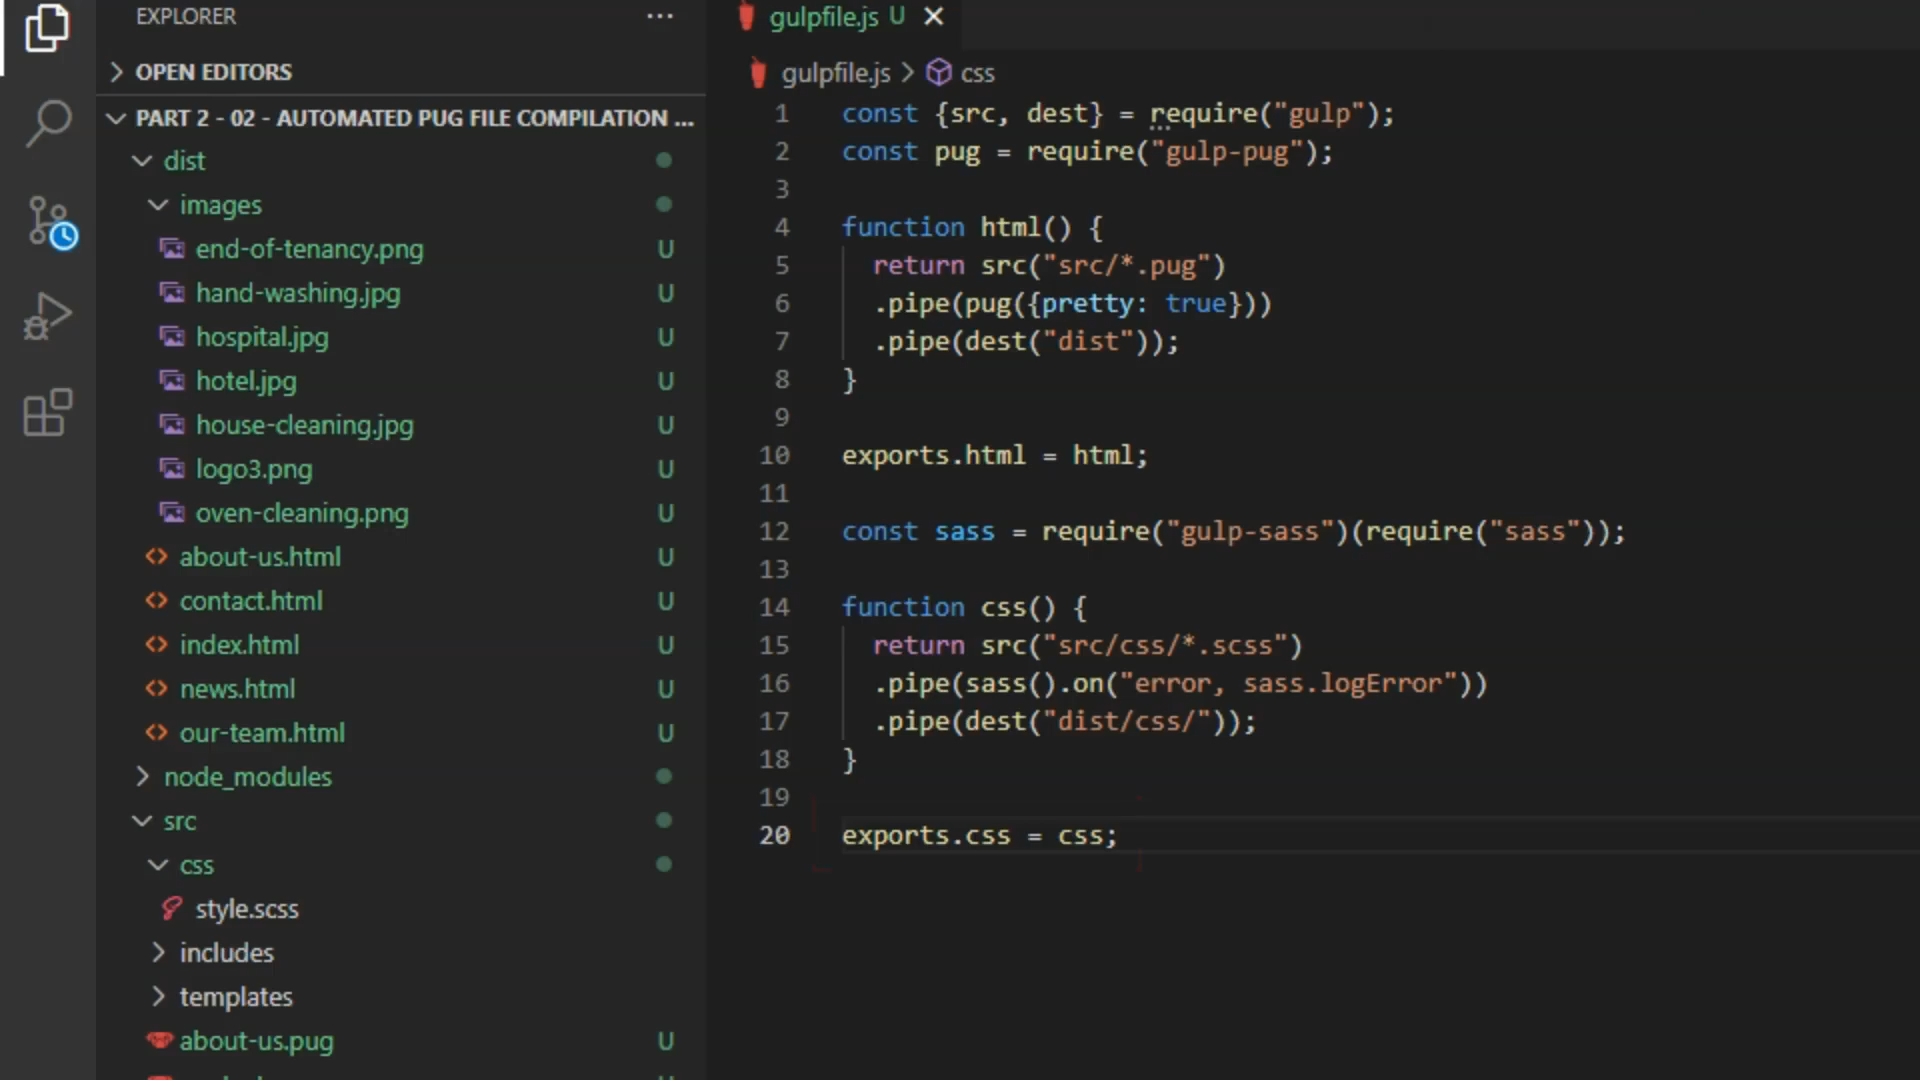 EXPLORER
OPEN EDITORS
PART 2 - 02 - AUTOMATED PUG FILE COMPILATION ...
dist
images
end-of-tenancy.png U
hand-washing.jpg U
hospital.jpg U
hotel.jpg U
house-cleaning.jpg U
logo3.png U
oven-cleaning.png U
about-us.html U
contact.html U
index.html U
news.html U
our-team.html U
node_modules
src
css
style.scss
includes
templates
about-us.pug U
gulpfile.js U
gulpfile.js > css
1 const {src, dest} = require("gulp");
2 const pug = require("gulp-pug");
3
4 function html() {
5 return src("src/*.pug")
6 .pipe(pug({pretty: true}))
7 .pipe(dest("dist"));
8 }
9
10 exports.html = html;
11
12 const sass = require("gulp-sass")(require("sass"));
13
14 function css() {
15 return src("src/css/*.scss")
16 .pipe(sass().on("error, sass.logError"))
17 .pipe(dest("dist/css/"));
18 }
19
20 exports.css = css;